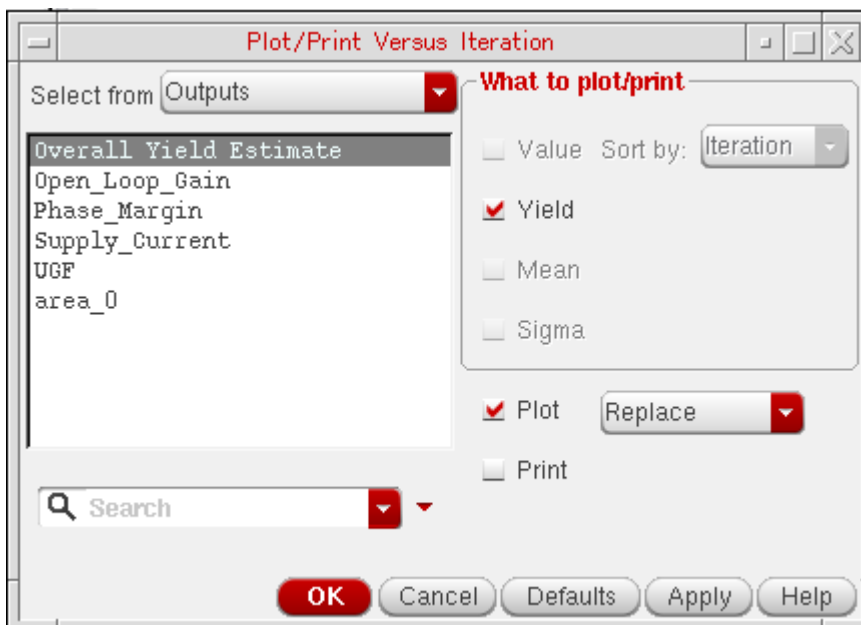 Plot/Print Versus Iteration
Select from Outputs
Overall Yield Estimate
Open_Loop_Gain
Phase_Margin
Supply_Current
UGF
area_0
Search
What to plot/print
Value Sort by: Iteration
Yield
Mean
Sigma
Plot Replace
Print
OK Cancel Defaults Apply Help